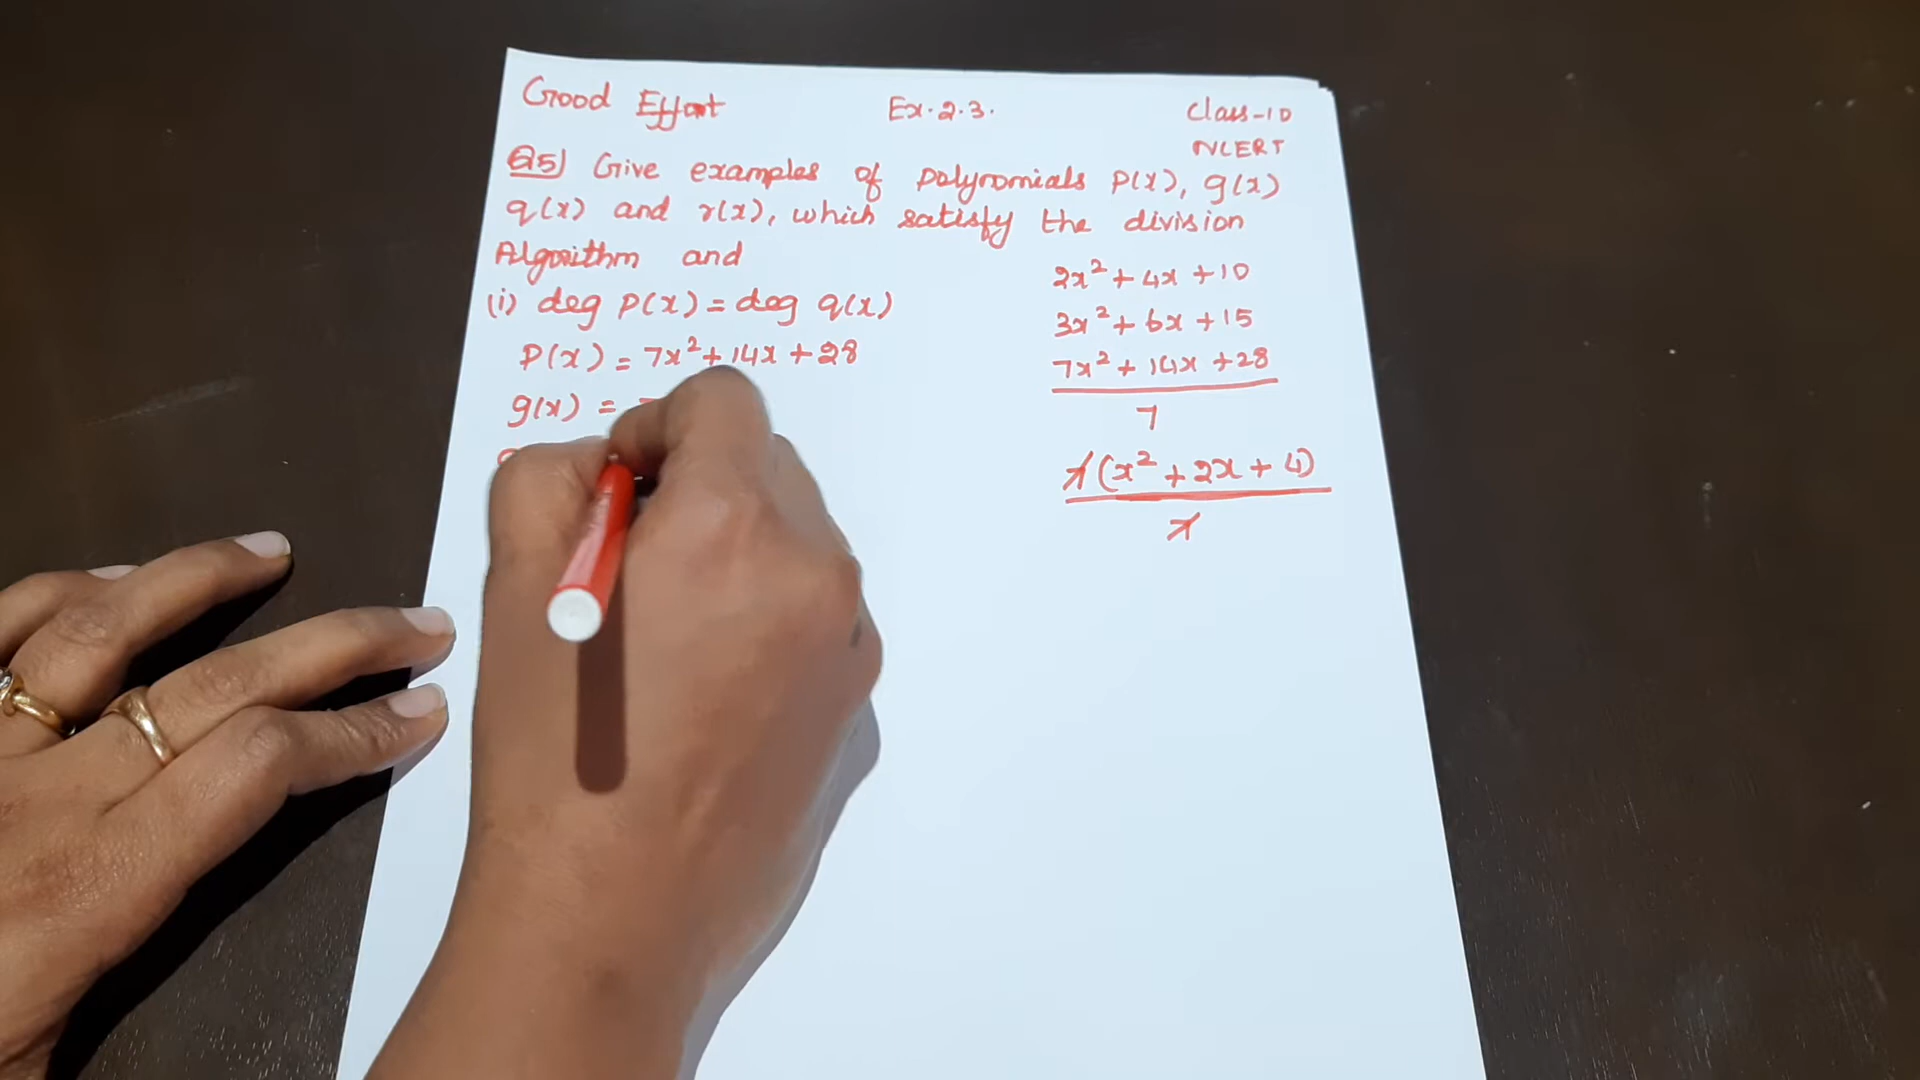 Good Effort Ex. 2.3. Class-10
NCERT
Q5) Give examples of polynomials P(x), g(x)
q(x) and r(x), which satisfy the division
Algorithm and
(i) deg P(x) = deg q(x)
P(x) = 7x² + 14x + 28
g(x) =
2x² + 4x + 10
3x² + 6x + 15
7x² + 14x + 28
7
7(x² + 2x + 4)
7